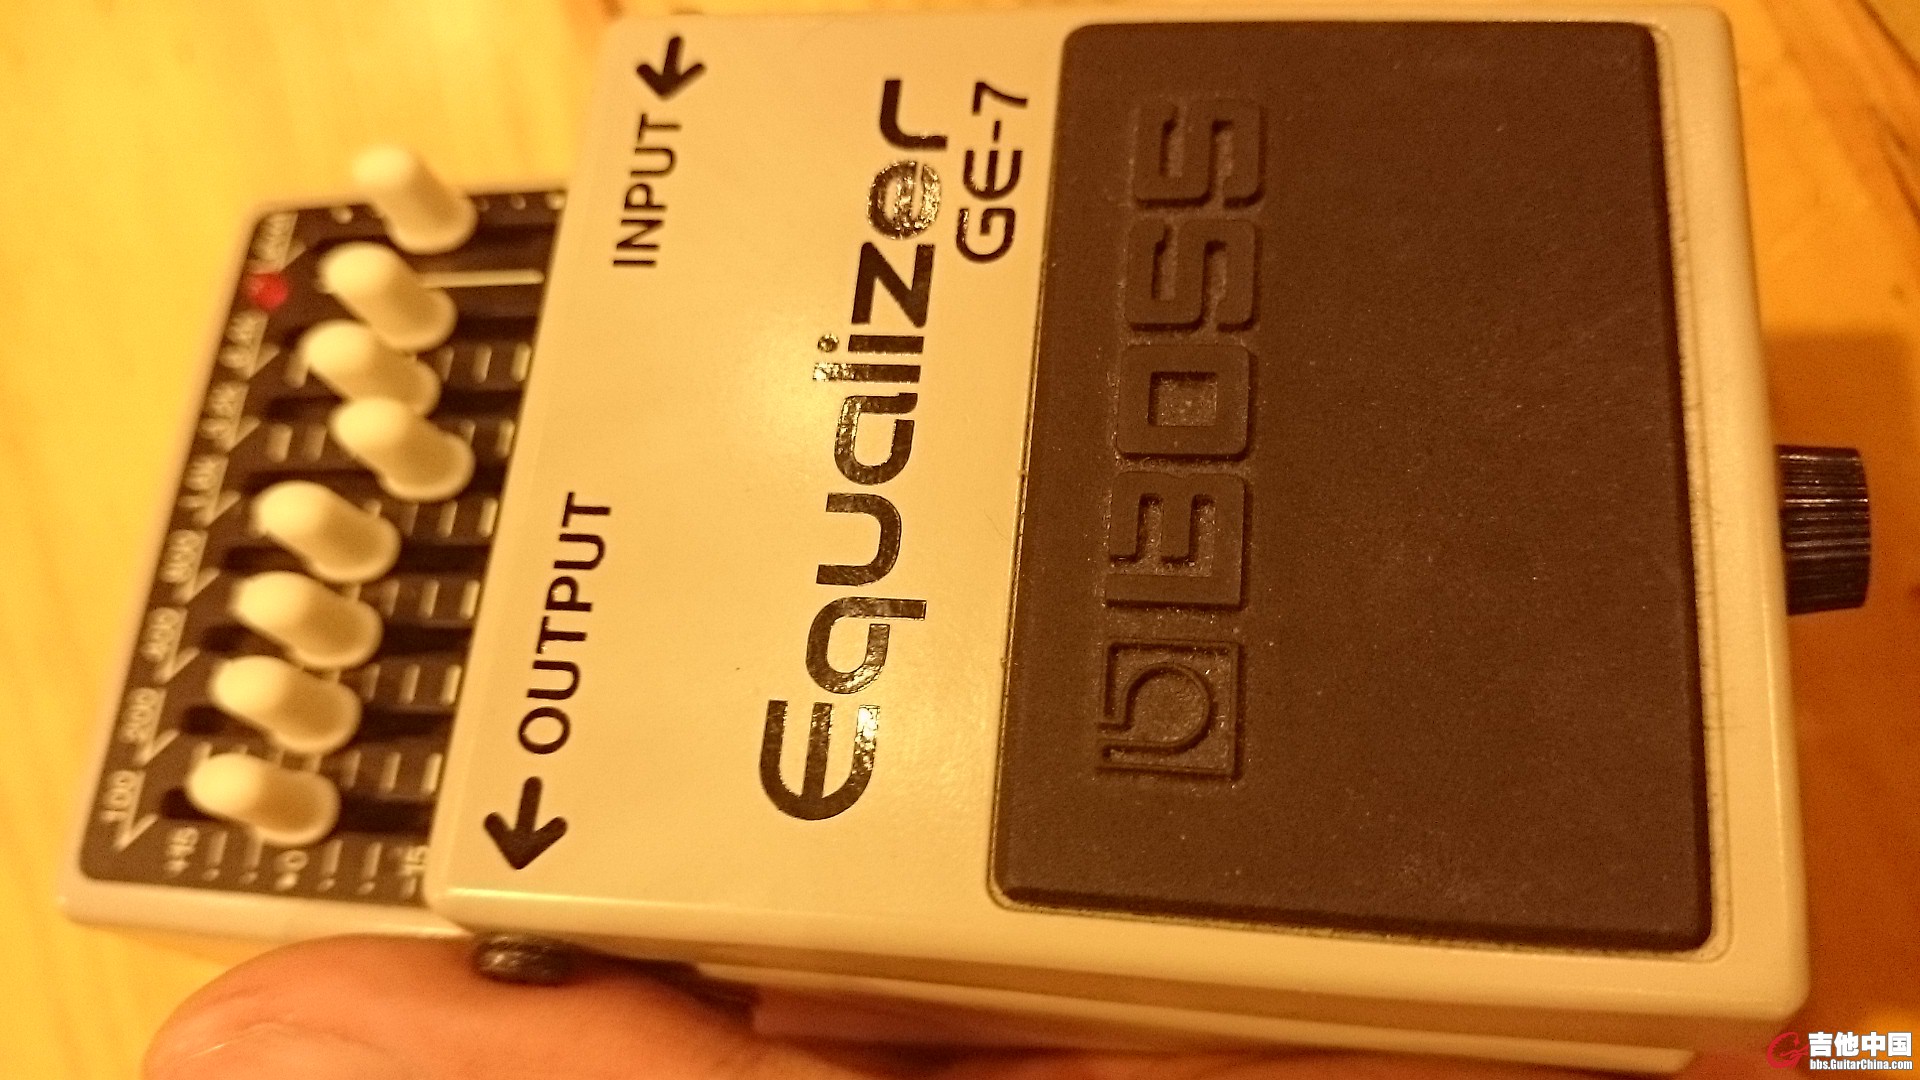 100 200 400 800 1.6k 3.2k 6.4k Level
+15
0
-15
← OUTPUT
INPUT ←
Equalizer
GE-7
BOSS
吉他中国
bbs.GuitarChina.com